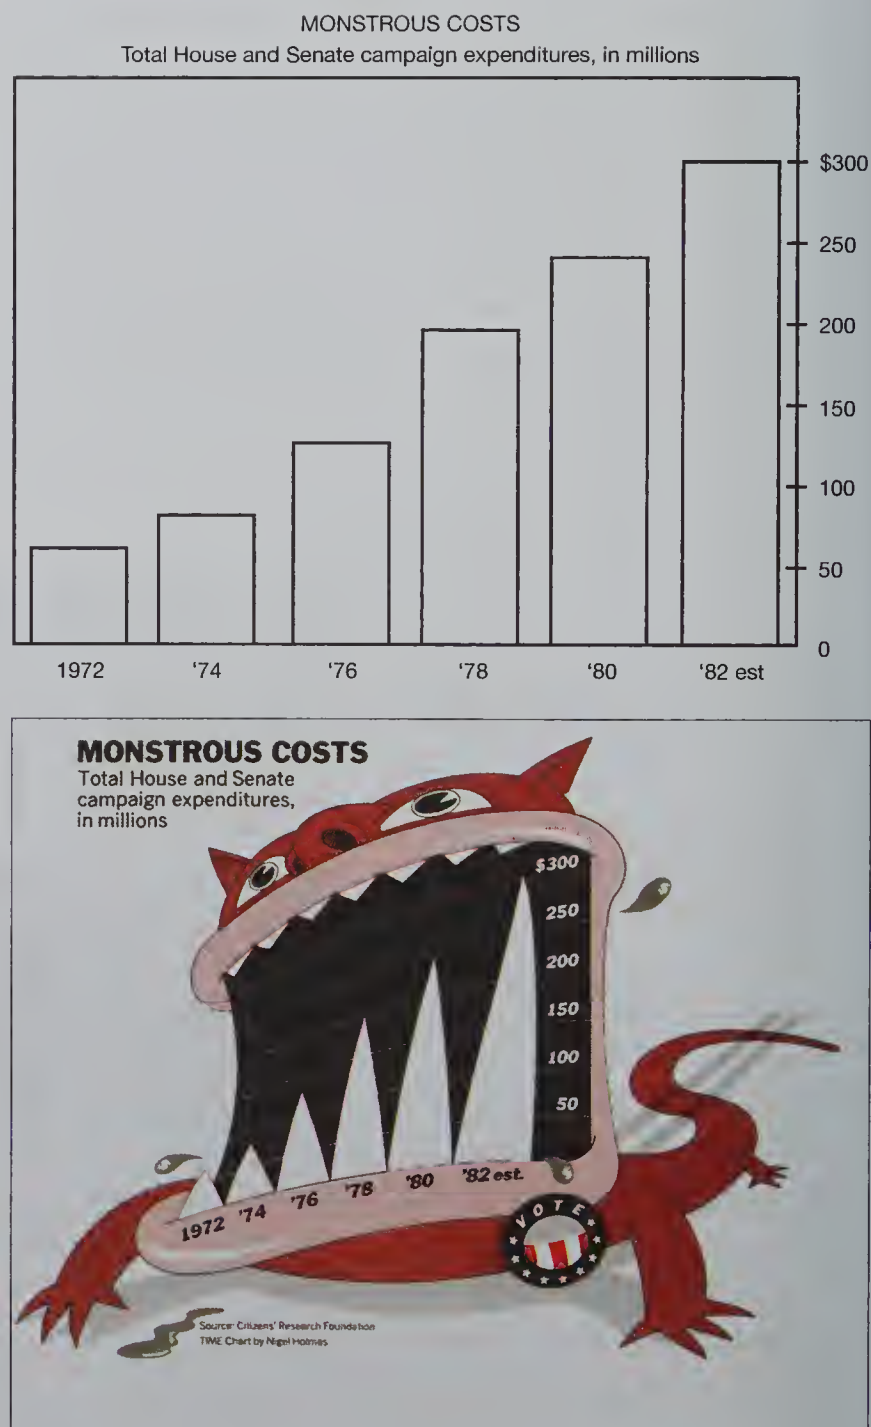 MONSTROUS COSTS
Total House and Senate campaign expenditures, in millions
$300
250
200
150
100
50
0
1972 ‘74 ‘76 ‘78 ‘80 ‘82 est
MONSTROUS COSTS
Total House and Senate
campaign expenditures,
in millions
$300
250
200
150
100
50
1972 '74 '76 '78 '80 '82 est.
VOTE
Source: Citizens' Research Foundation
TIME Chart by Nigel Holmes